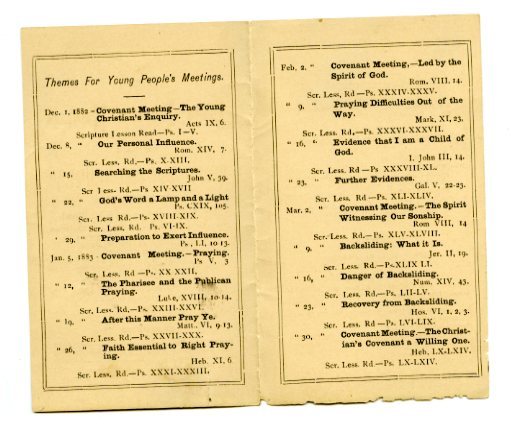 Themes For Young People's Meetings.
Dec. 1, 1882 - Covenant Meeting—The Young
Christian's Enquiry.
Acts IX, 6.
Scripture Lesson Read—Ps. I—V.
Dec. 8, " Our Personal Influence.
Rom. XIV, 7.
Scr. Less. Rd,—Ps. X-XIII.
" 15, Searching the Scriptures.
John V, 39.
Scr Less. Rd.—Ps. XIV-XVII
" 22, " God's Word a Lamp and a Light
Ps. CXIX, 105.
Scr. Less. Rd.—Ps. XVIII-XIX.
Scr. Less, Rd. Ps. VI-IX.
' 29, " Preparation to Exert Influence.
Ps, LI, 10 13.
Jan. 5, 1883 - Covenant Meeting.—Praying.
Ps V, 3
Scr. Less. Rd — Ps XX XXII,
" 12, " The Pharisee and the Publican
Praying.
Luke, XVIII, 10-14.
Scr. Less. Rd.—Ps. XXIII-XXVI.
" 19, " After this Manner Pray Ye.
Matt. VI, 9 13.
Scr. Less. Rd.—Ps. XXVII-XXX.
" 26, " Faith Essential to Right Pray-
ing.
Heb. XI, 6
Scr. Less. Rd.—Ps. XXXI-XXXIII,
Feb. 2, " Covenant Meeting,—Led by the
Spirit of God.
Rom. VIII, 14.
Scr. Less, Rd—Ps. XXXIV-XXXV.
" 9, " Praying Difficulties Out of the
Way.
Mark, XI, 23,
Scr. Less, Rd,—Ps. XXXVI-XXXVII.
" 16, " Evidence that I am a Child of
God.
I. John III, 14,
Scr. Less. Rd—Ps XXXVIII-XL.
" 23, " Further Evidences.
Gal. V, 22-23.
Scr. Less. Rd.—Ps. XLI-XLIV.
Mar. 2, " Covenant Meeting.—The Spirit
Witnessing Our Sonship.
Rom VIII, 14
Scr. Less. Rd—Ps. XLV-XLVIII.
" 9, " Backsliding: What it Is.
Jer. II, 19.
Scr. Less. Rd.—Ps. XLIX LI.
" 16, " Danger of Backsliding.
Num. XIV, 43.
Scr. Less. Rd.—Ps. LII-LV.
" 23, " Recovery from Backsliding.
Hos. VI, 1, 2, 3.
Scr. Less. Rd—Ps LVI-LIX.
" 30, " Covenant Meeting.—The Christ-
ian's Covenant a Willing One.
Heb, LX-LXIV.
Scr. Less. Rd—Ps. LX-LXIV.